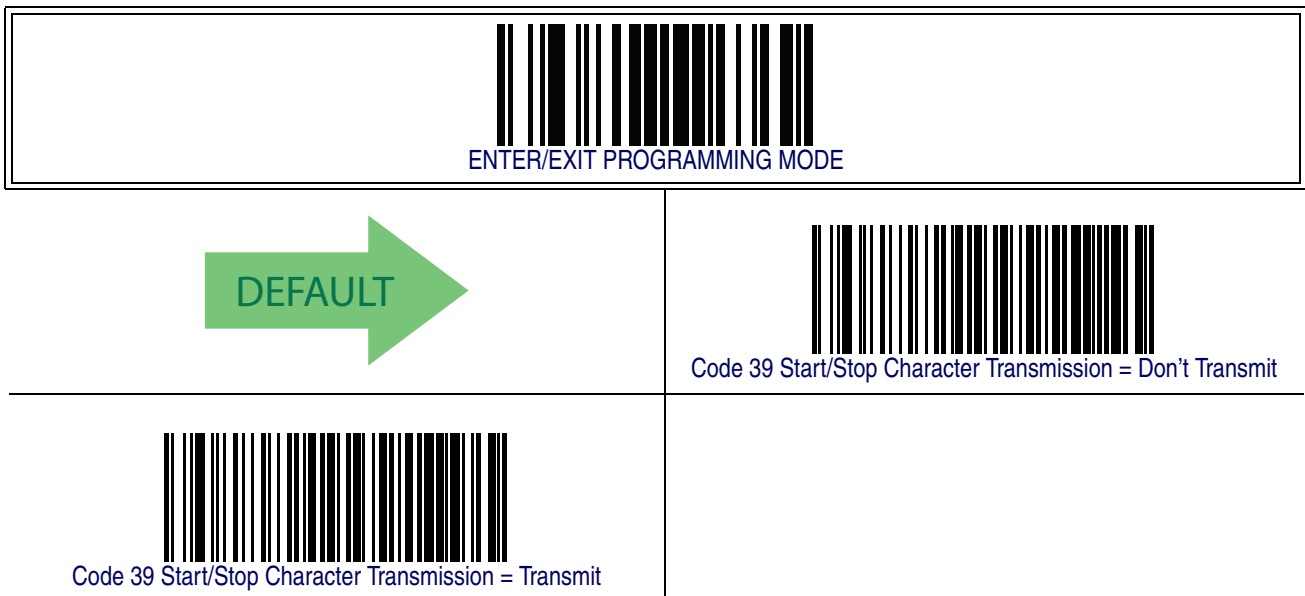 ENTER/EXIT PROGRAMMING MODE
DEFAULT
Code 39 Start/Stop Character Transmission = Don’t Transmit
Code 39 Start/Stop Character Transmission = Transmit